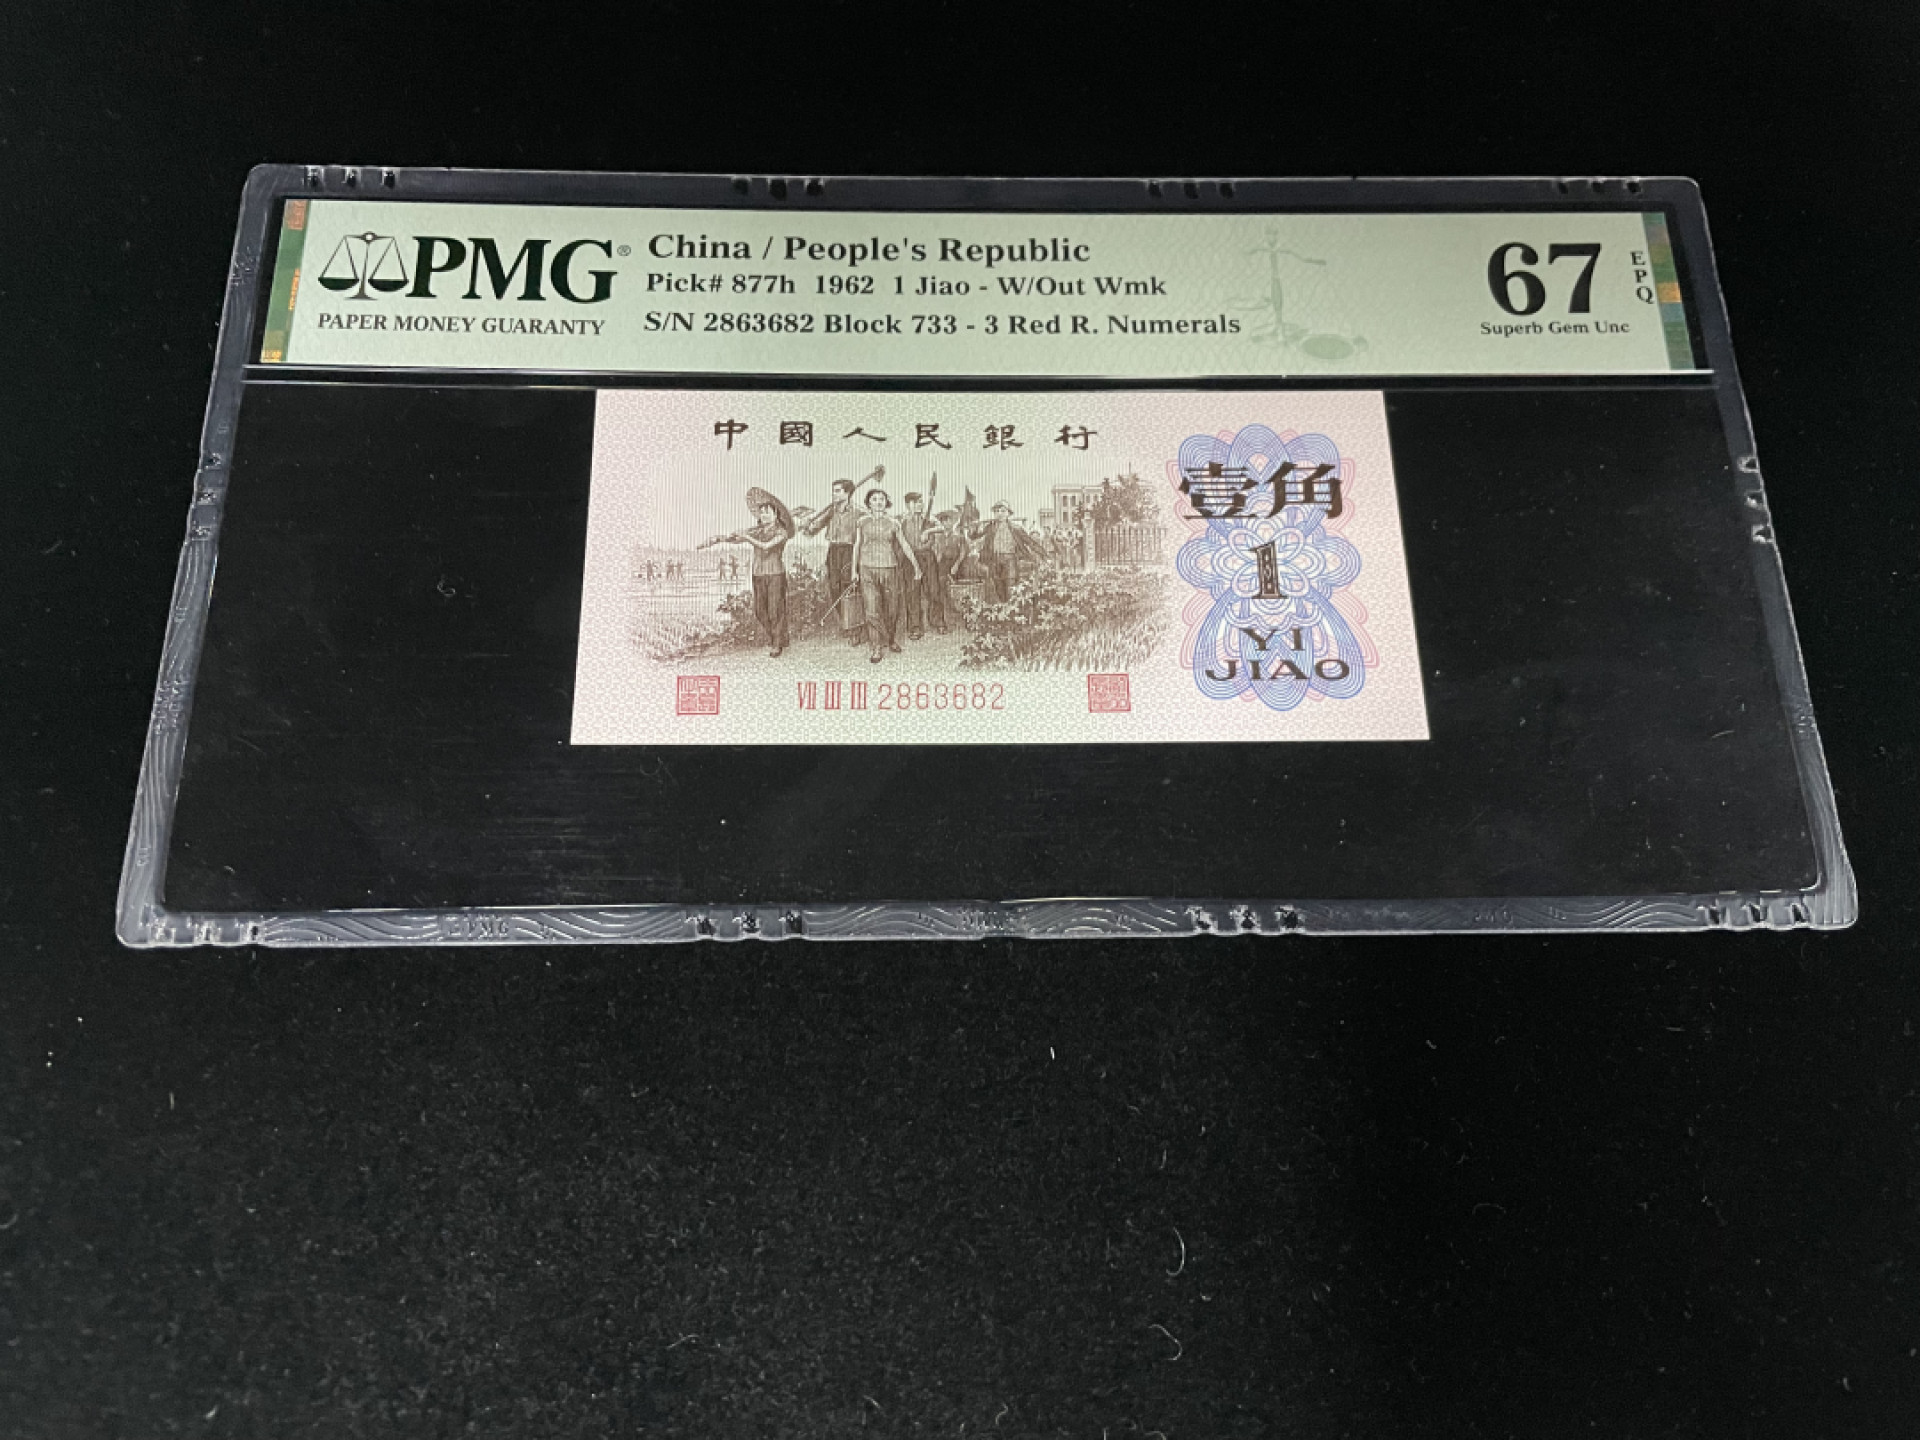 PMG®
PAPER MONEY GUARANTY
China / People's Republic
Pick# 877h 1962 1 Jiao - W/Out Wmk
S/N 2863682 Block 733 - 3 Red R. Numerals
67
EPQ
Superb Gem Unc
中國人民銀行
壹角
1
YI
JIAO
VII III III 2863682
PMG
PMG